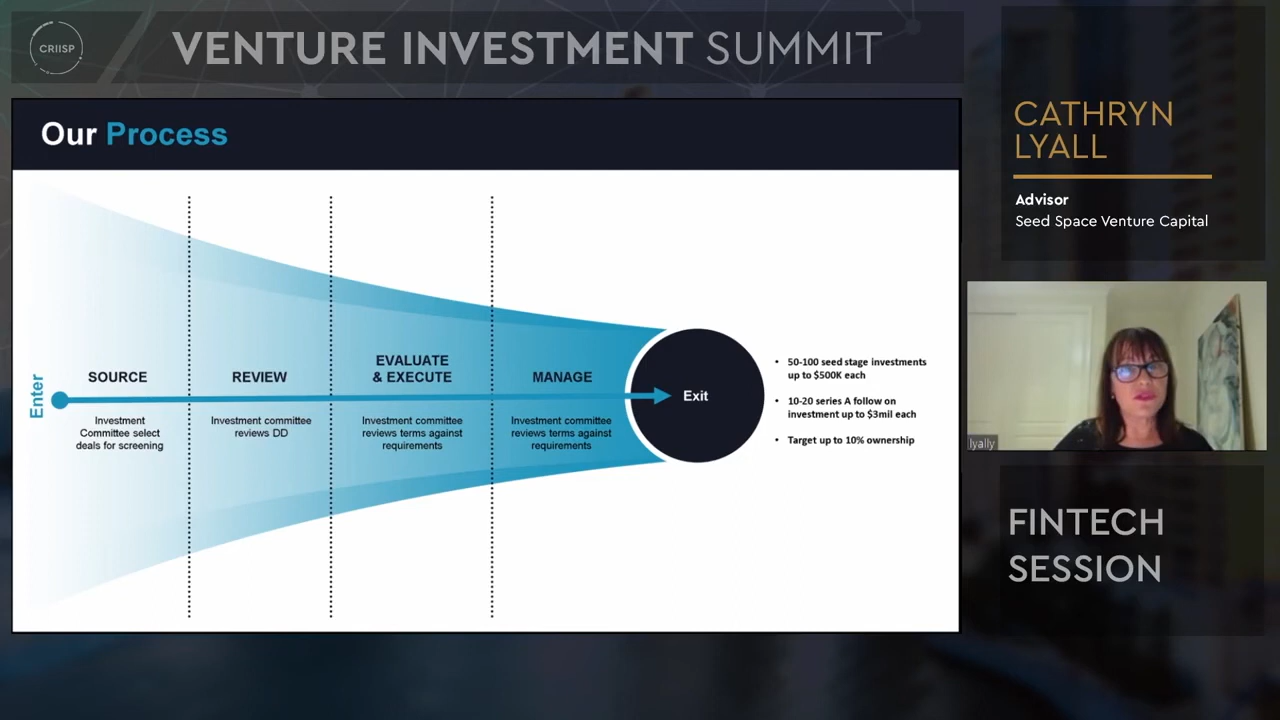 CRIISP
VENTURE INVESTMENT SUMMIT
Our Process
Enter
SOURCE
Investment
Committee select
deals for screening
REVIEW
Investment committee
reviews DD
EVALUATE
& EXECUTE
Investment committee
reviews terms against
requirements
MANAGE
Investment committee
reviews terms against
requirements
Exit
• 50-100 seed stage investments
up to $500K each
• 10-20 series A follow on
investment up to $3mil each
• Target up to 10% ownership
CATHRYN
LYALL
Advisor
Seed Space Venture Capital
lyally
FINTECH
SESSION